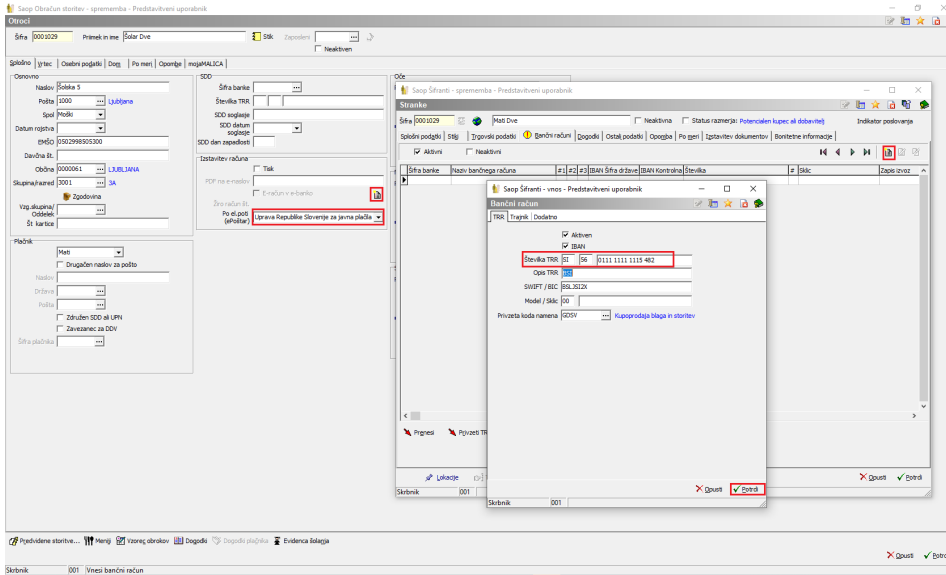 Saop Obračun storitev - sprememba - Predstavitveni uporabnik
Otroci
Šifra 0001029 Priimek in ime Šolar Dve Stik Zaposleni
Neaktiven
Splošno Vrtec Osebni podatki Dom Po meri Opombe mojaMALICA
Osnovno
Naslov Šolska 5
Pošta 1000 Ljubljana
Spol Moški
Datum rojstva
EMŠO 0502998505300
Davčna št.
Občina 0000061 LJUBLJANA
Skupina/razred 3001 3A
Zgodovina
Vzg.skupina/
Oddelek
Št kartice
Plačnik
Mati
Drugačen naslov za pošto
Naslov
Država
Pošta
Združen SDD ali UPN
Zavezanec za DDV
Šifra plačnika
SDD
Šifra banke
Številka TRR
SDD soglasje
SDD datum
soglasje
SDD dan zapadlosti
Izstavitev računa
Tisk
PDF na e-naslov
E-račun v e-banko
Žiro račun št.
Po el.poti
(ePoštar) Uprava Republike Slovenije za javna plačila
Oče
Saop Šifranti - sprememba - Predstavitveni uporabnik
Stranke
Šifra 0001029 Mati Dve Neaktivna Status razmerja: Potencialen kupec ali dobavitelj Indikator poslovanja
Splošni podatki Stiki Trgovski podatki Bančni računi Dogodki Ostali podatki Opomba Po meri Izstavitev dokumentov Bonitetne informacije
Aktivni Neaktivni
Šifra banke Naziv bančnega računa #1 #2 #3 IBAN Šifra države IBAN Kontrolna Številka # Sklic Zapis izvoz
Prenesi Privzeti TR
Lokacije
Opusti Potrdi
Skrbnik 001
Saop Šifranti - vnos - Predstavitveni uporabnik
Bančni račun
TRR Trajnik Dodatno
Aktiven
IBAN
Številka TRR SI 56 0111 1111 1115 482
Opis TRR
SWIFT / BIC BSLJSI2X
Model / Sklic 00
Privzeta koda namena GDSV Kupoprodaja blaga in storitev
Opusti Potrdi
Skrbnik 001
Predvidene storitve... Meniji Vzorec obrokov Dogodki Dogodki plačnika Evidenca šolanja
Opusti Potrdi
Skrbnik 001 Vnesi bančni račun